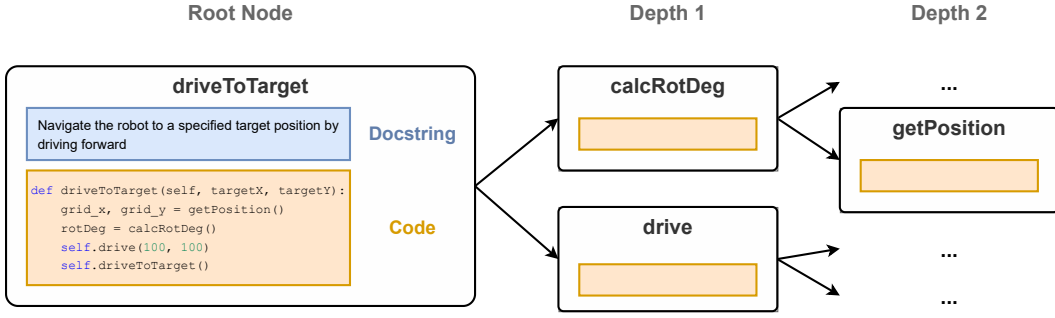 Root Node
Depth 1
Depth 2
driveToTarget
Navigate the robot to a specified target position by
driving forward
Docstring
def driveToTarget(self, targetX, targetY):
    grid_x, grid_y = getPosition()
    rotDeg = calcRotDeg()
    self.drive(100, 100)
    self.driveToTarget()
Code
calcRotDeg
drive
...
getPosition
...
...